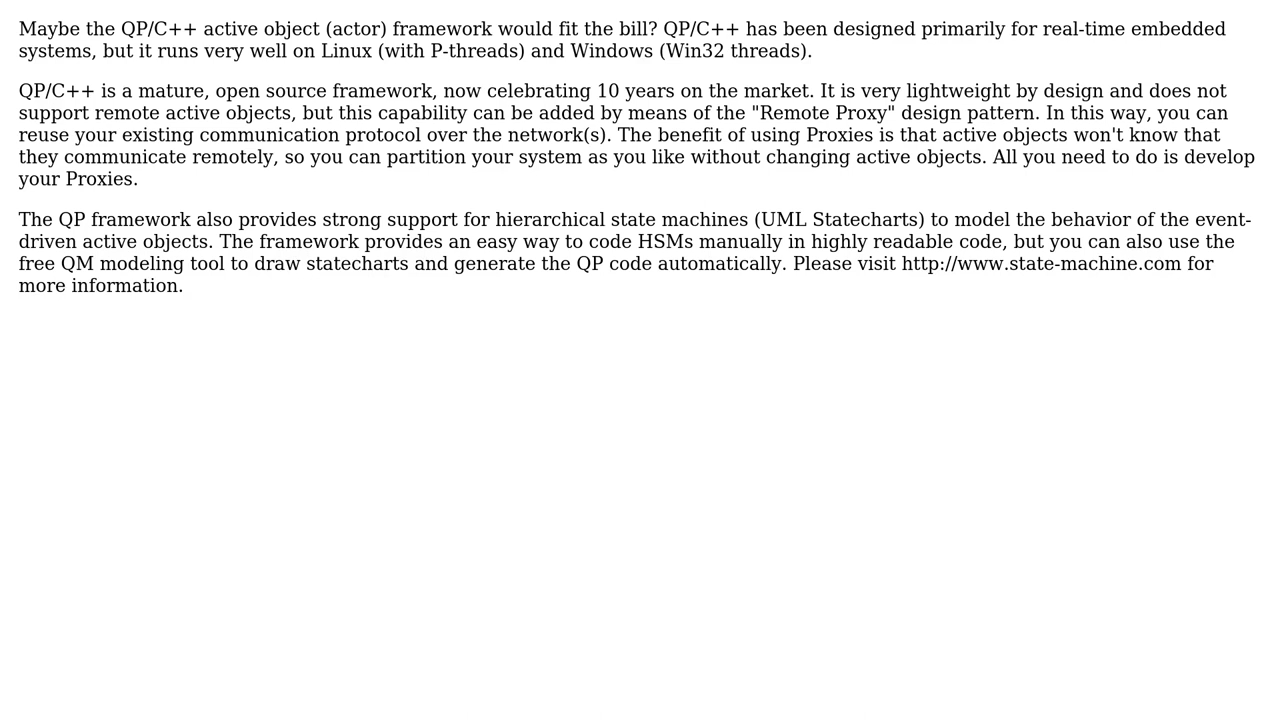 Maybe the QP/C++ active object (actor) framework would fit the bill? QP/C++ has been designed primarily for real-time embedded
systems, but it runs very well on Linux (with P-threads) and Windows (Win32 threads).
QP/C++ is a mature, open source framework, now celebrating 10 years on the market. It is very lightweight by design and does not
support remote active objects, but this capability can be added by means of the "Remote Proxy" design pattern. In this way, you can
reuse your existing communication protocol over the network(s). The benefit of using Proxies is that active objects won't know that
they communicate remotely, so you can partition your system as you like without changing active objects. All you need to do is develop
your Proxies.
The QP framework also provides strong support for hierarchical state machines (UML Statecharts) to model the behavior of the event-
driven active objects. The framework provides an easy way to code HSMs manually in highly readable code, but you can also use the
free QM modeling tool to draw statecharts and generate the QP code automatically. Please visit http://www.state-machine.com for
more information.